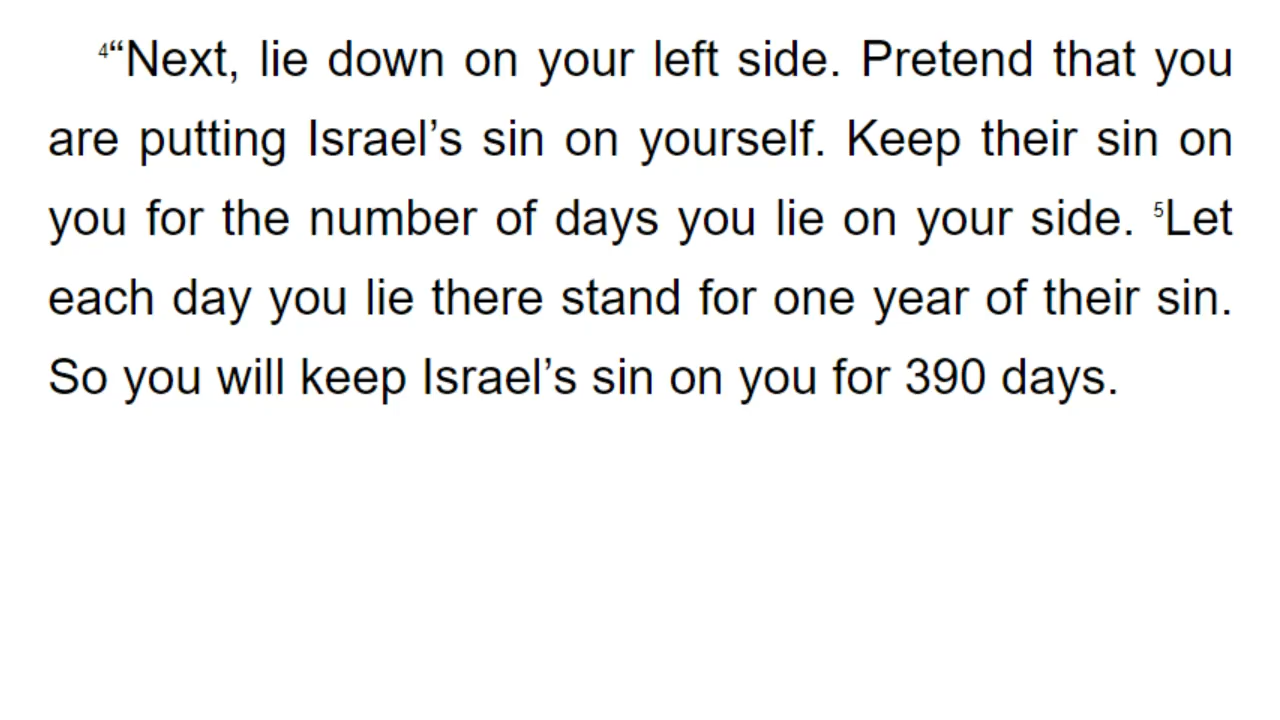 ⁴“Next, lie down on your left side. Pretend that you
are putting Israel’s sin on yourself. Keep their sin on
you for the number of days you lie on your side. ⁵Let
each day you lie there stand for one year of their sin.
So you will keep Israel’s sin on you for 390 days.